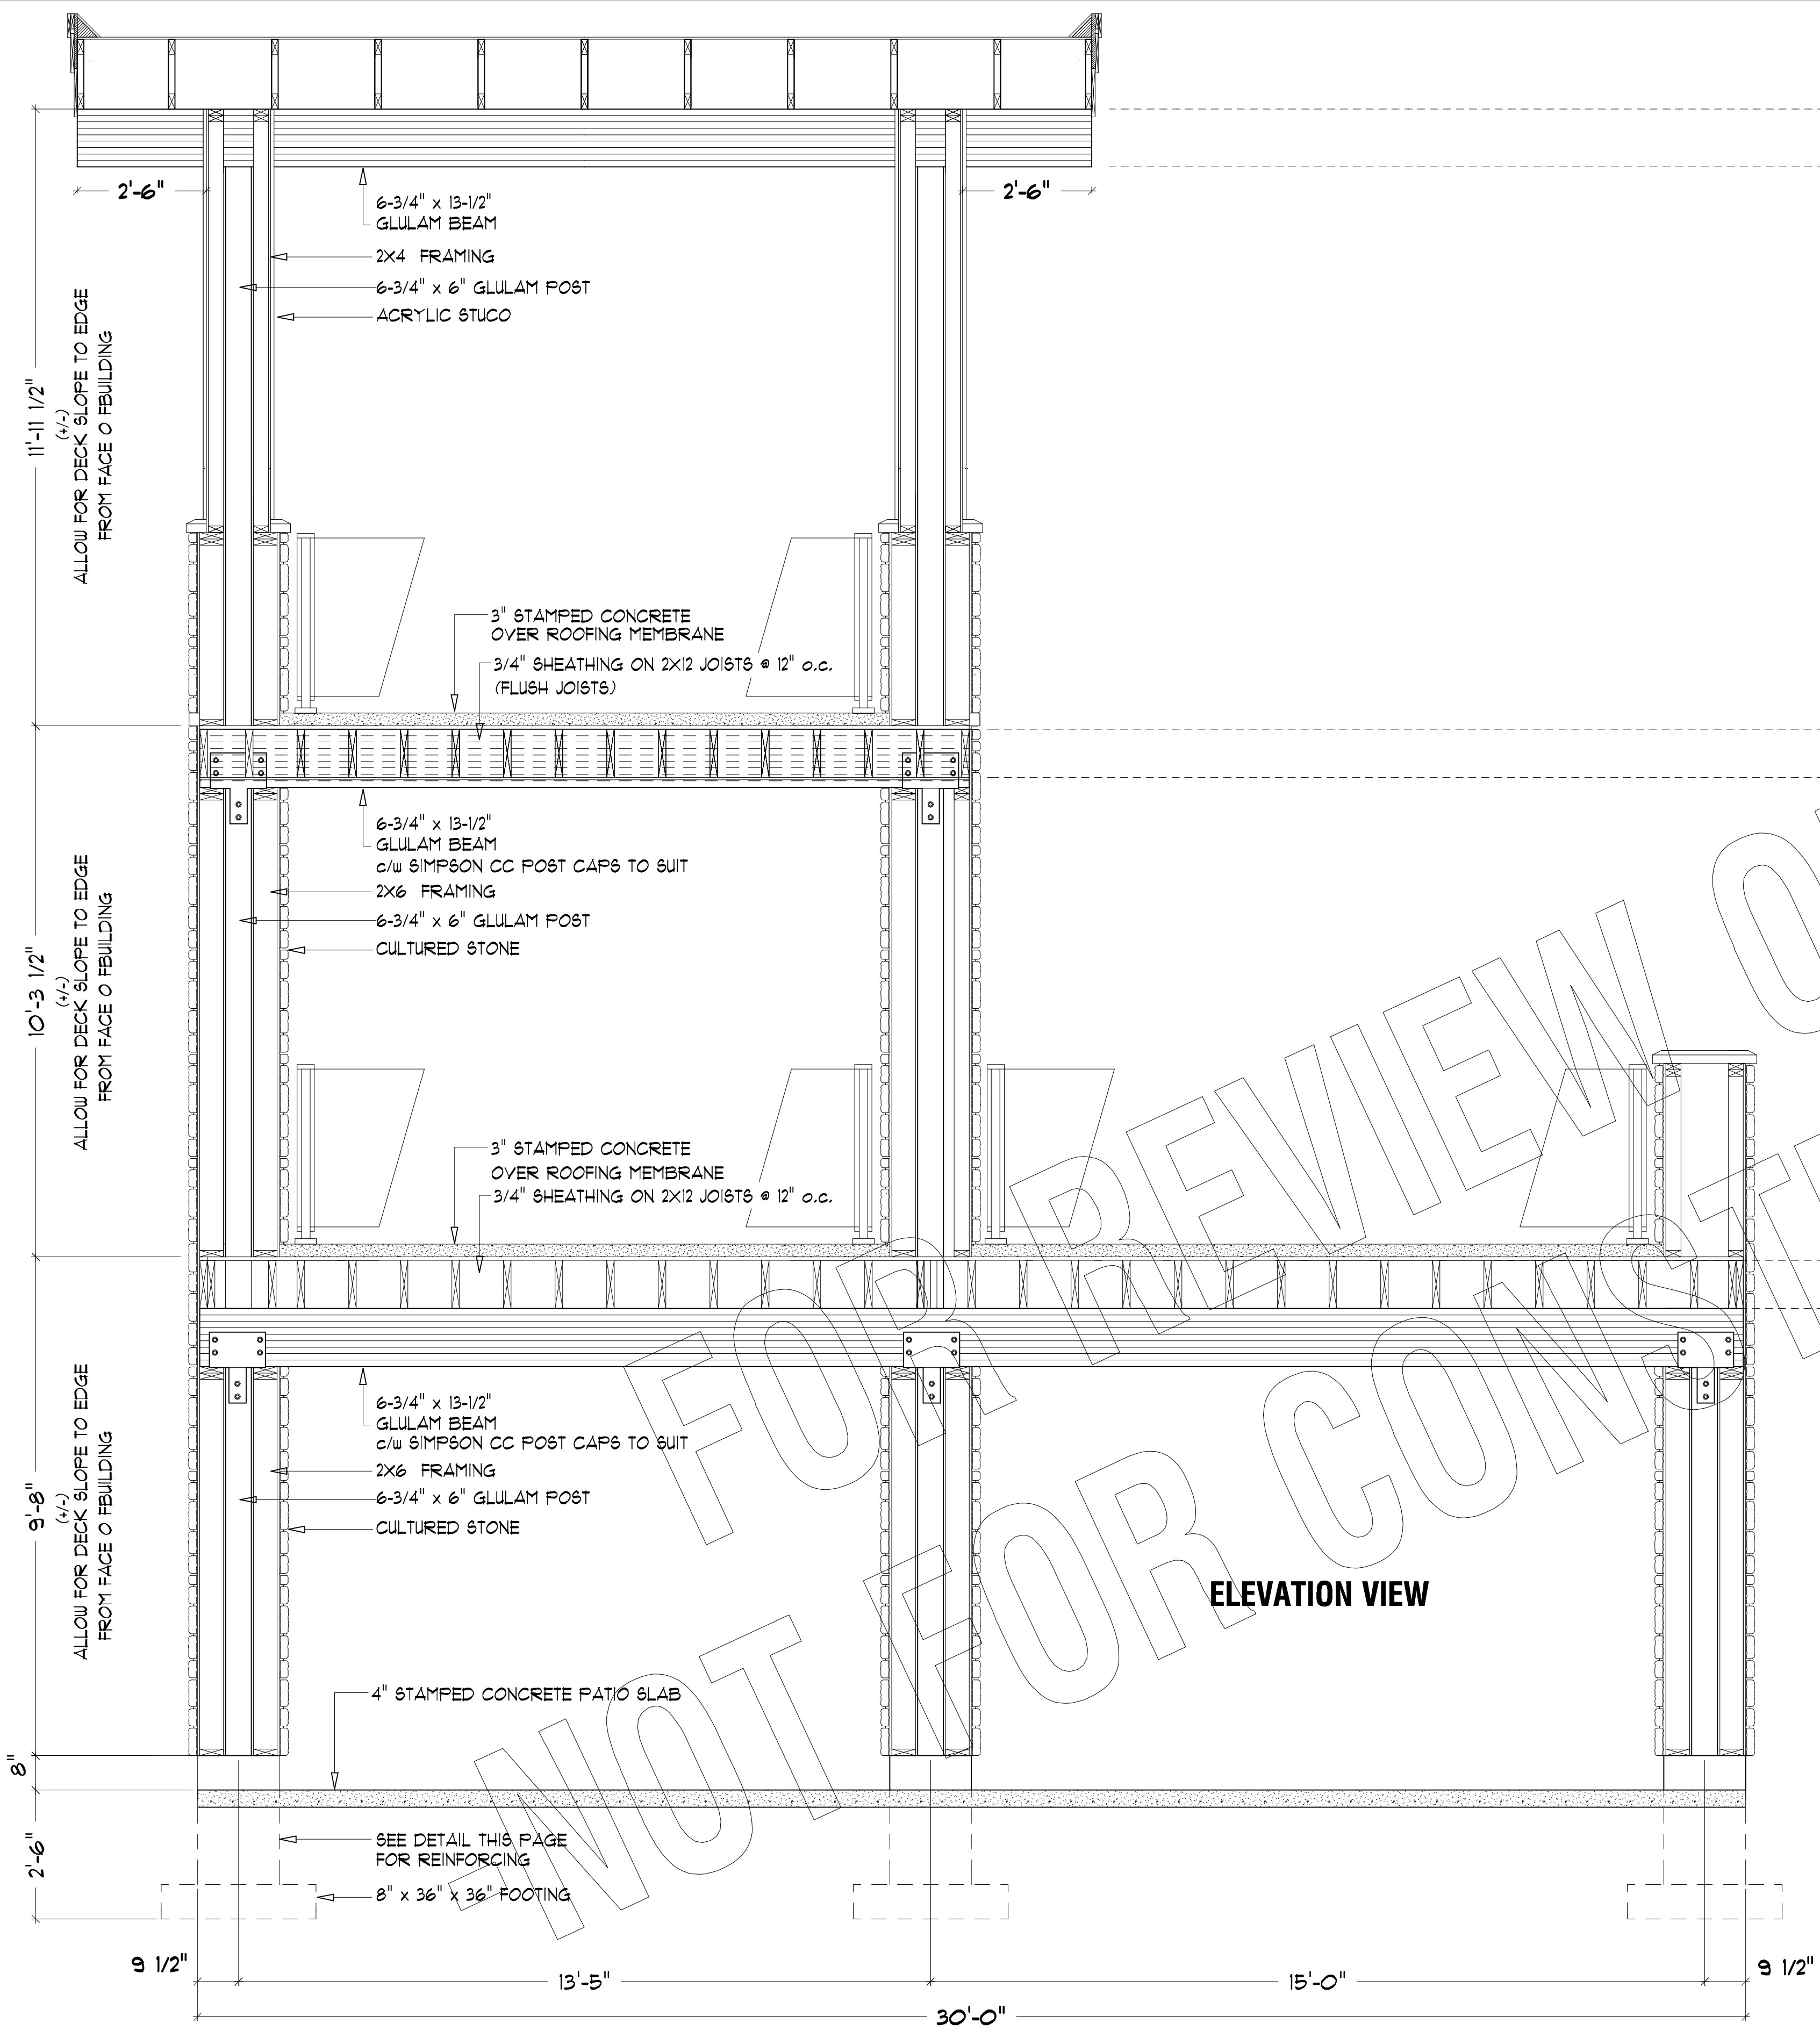 2'-6"
2'-6"
6-3/4" x 13-1/2"
GLULAM BEAM
2X4 FRAMING
6-3/4" x 6" GLULAM POST
ACRYLIC STUCO
11'-11 1/2"
(+/-)
ALLOW FOR DECK SLOPE TO EDGE
FROM FACE O FBUILDING
3" STAMPED CONCRETE
OVER ROOFING MEMBRANE
3/4" SHEATHING ON 2X12 JOISTS @ 12" o.c.
(FLUSH JOISTS)
6-3/4" x 13-1/2"
GLULAM BEAM
c/w SIMPSON CC POST CAPS TO SUIT
2X6 FRAMING
6-3/4" x 6" GLULAM POST
CULTURED STONE
10'-3 1/2"
(+/-)
ALLOW FOR DECK SLOPE TO EDGE
FROM FACE O FBUILDING
3" STAMPED CONCRETE
OVER ROOFING MEMBRANE
3/4" SHEATHING ON 2X12 JOISTS @ 12" o.c.
6-3/4" x 13-1/2"
GLULAM BEAM
c/w SIMPSON CC POST CAPS TO SUIT
2X6 FRAMING
6-3/4" x 6" GLULAM POST
CULTURED STONE
9'-8"
(+/-)
ALLOW FOR DECK SLOPE TO EDGE
FROM FACE O FBUILDING
FOR REVIEW O
-NOT FOR CONST
ELEVATION VIEW
4" STAMPED CONCRETE PATIO SLAB
8"
2'-6"
SEE DETAIL THIS PAGE
FOR REINFORCING
8" x 36" x 36" FOOTING
9 1/2"
13'-5"
15'-0"
9 1/2"
30'-0"